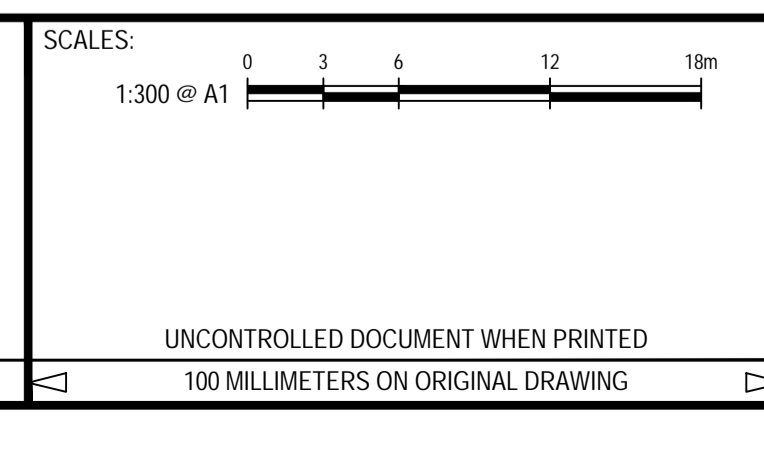 SCALES:
0 3 6 12 18m
1:300 @ A1
UNCONTROLLED DOCUMENT WHEN PRINTED
100 MILLIMETERS ON ORIGINAL DRAWING